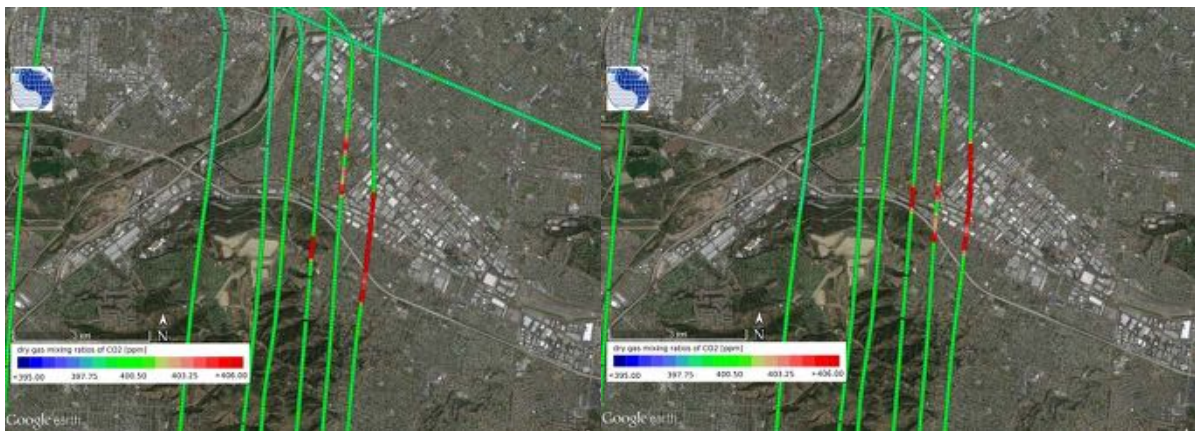 N
dry gas mixing ratios of CO2 [ppm]
<395.00 397.75 400.50 403.25 >406.00
Google earth
N
dry gas mixing ratios of CO2 [ppm]
<395.00 397.75 400.50 403.25 >406.00
Google earth